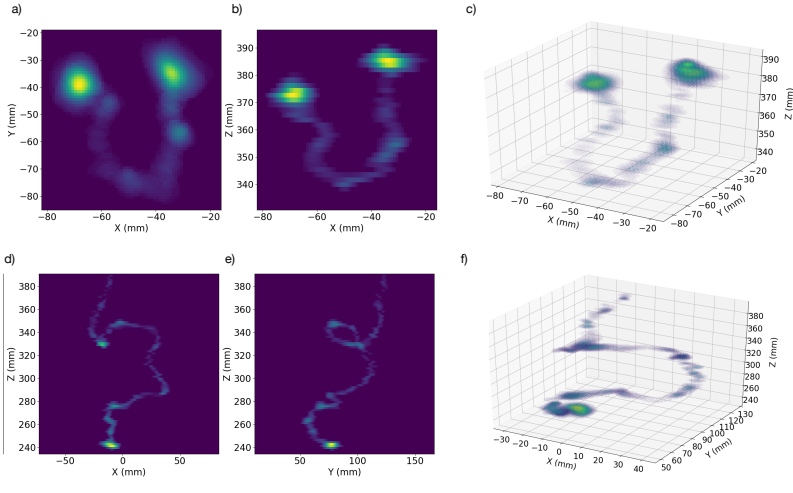 a)
b)
c)
−20
−30
−40
−50
−60
−70
−80
Y (mm)
−80 −60 −40 −20
X (mm)
390
380
370
360
350
340
Z (mm)
−80 −60 −40 −20
X (mm)
390
380
370
360
350
340
Z (mm)
−20
−30
−40
−50
−60
−70
−80
Y (mm)
−80 −70 −60 −50 −40 −30 −20
X (mm)
d)
e)
f)
380
360
340
320
300
280
260
240
Z (mm)
−50 0 50
X (mm)
380
360
340
320
300
280
260
240
Z (mm)
50 100 150
Y (mm)
380
360
340
320
300
280
260
240
Z (mm)
130
120
110
100
90
80
70
60
50
Y (mm)
−30 −20 −10 0 10 20 30 40
X (mm)